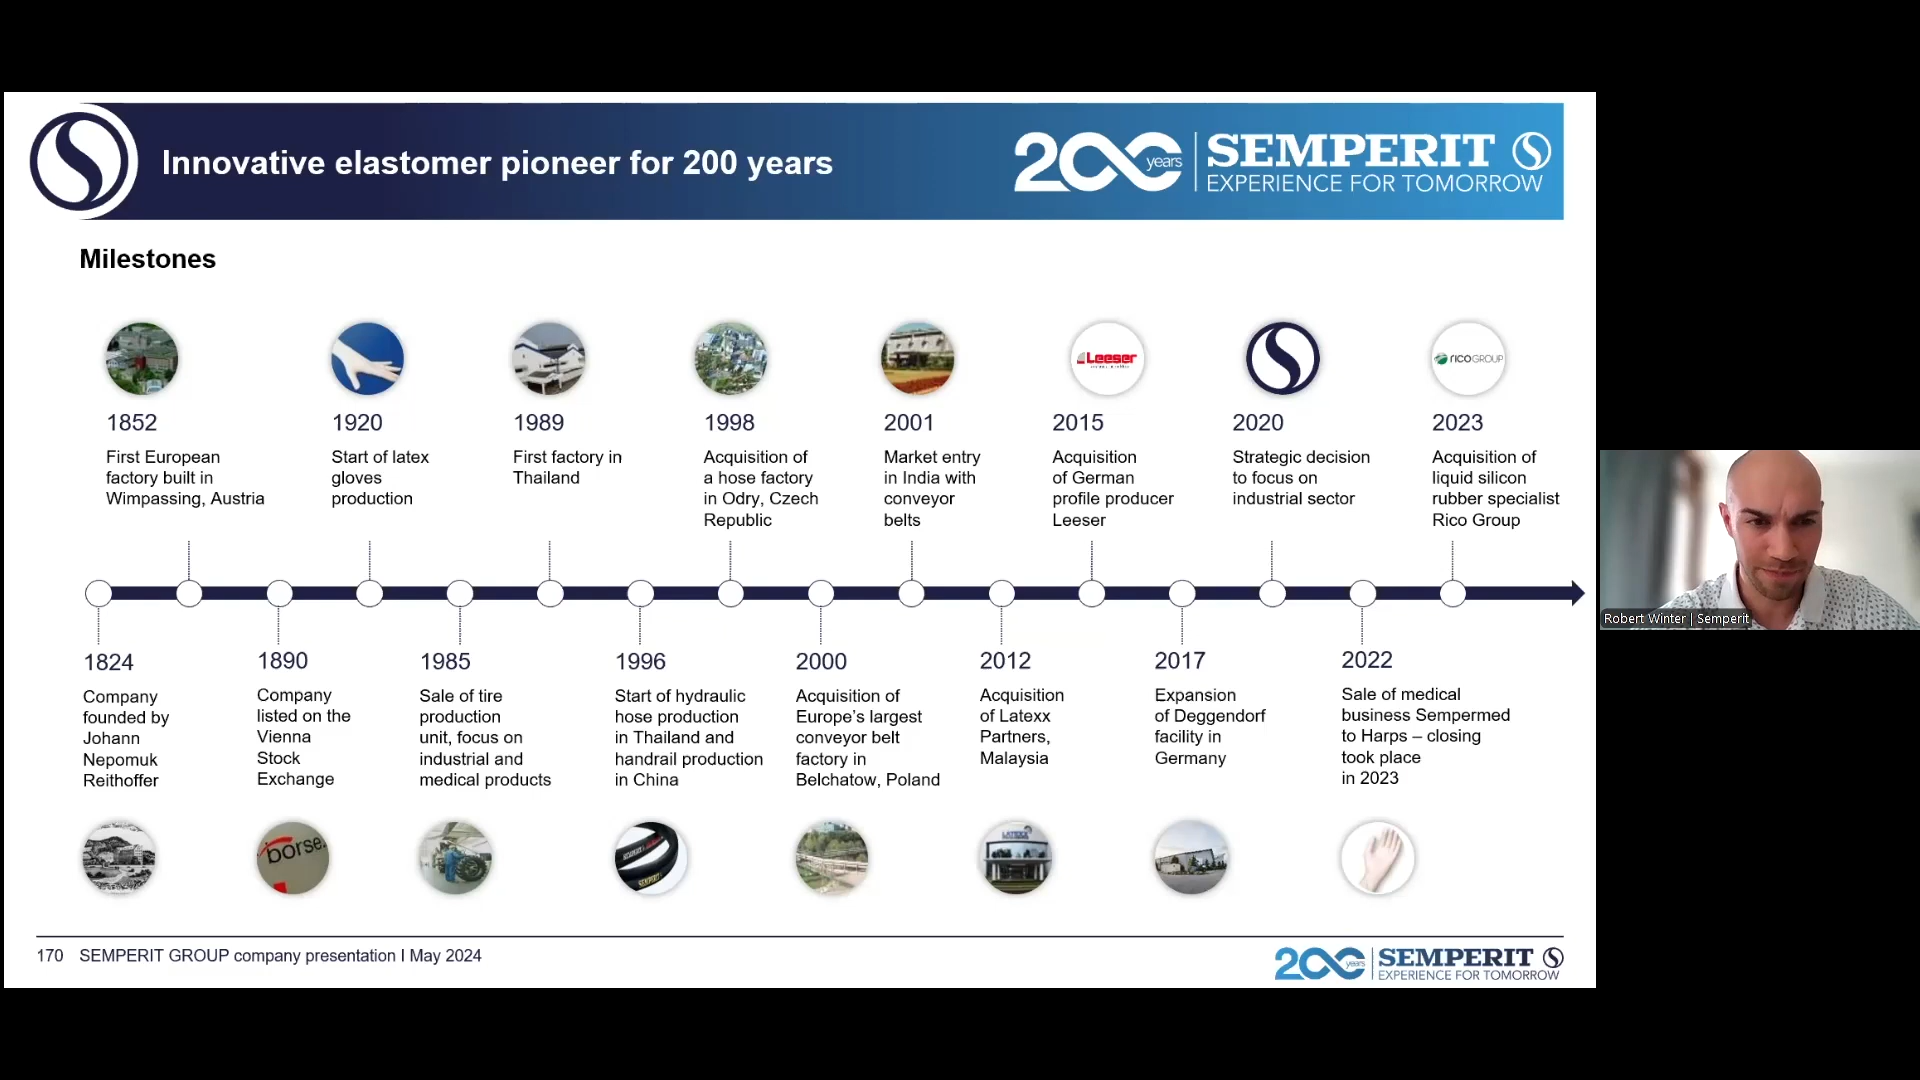 Innovative elastomer pioneer for 200 years
200 years
SEMPERIT
EXPERIENCE FOR TOMORROW
Milestones
Leeser
RICOGROUP
1852
First European
factory built in
Wimpassing, Austria
1920
Start of latex
gloves
production
1989
First factory in
Thailand
1998
Acquisition of
a hose factory
in Odry, Czech
Republic
2001
Market entry
in India with
conveyor
belts
2015
Acquisition
of German
profile producer
Leeser
2020
Strategic decision
to focus on
industrial sector
2023
Acquisition of
liquid silicon
rubber specialist
Rico Group
1824
Company
founded by
Johann
Nepomuk
Reithoffer
1890
Company
listed on the
Vienna
Stock
Exchange
1985
Sale of tire
production
unit, focus on
industrial and
medical products
1996
Start of hydraulic
hose production
in Thailand and
handrail production
in China
2000
Acquisition of
Europe’s largest
conveyor belt
factory in
Belchatow, Poland
2012
Acquisition
of Latexx
Partners,
Malaysia
2017
Expansion
of Deggendorf
facility in
Germany
2022
Sale of medical
business Sempermed
to Harps – closing
took place
in 2023
börse.
SEMPERIT
LATEXX
170 SEMPERIT GROUP company presentation I May 2024
200 years
SEMPERIT
EXPERIENCE FOR TOMORROW
Robert Winter | Semperit